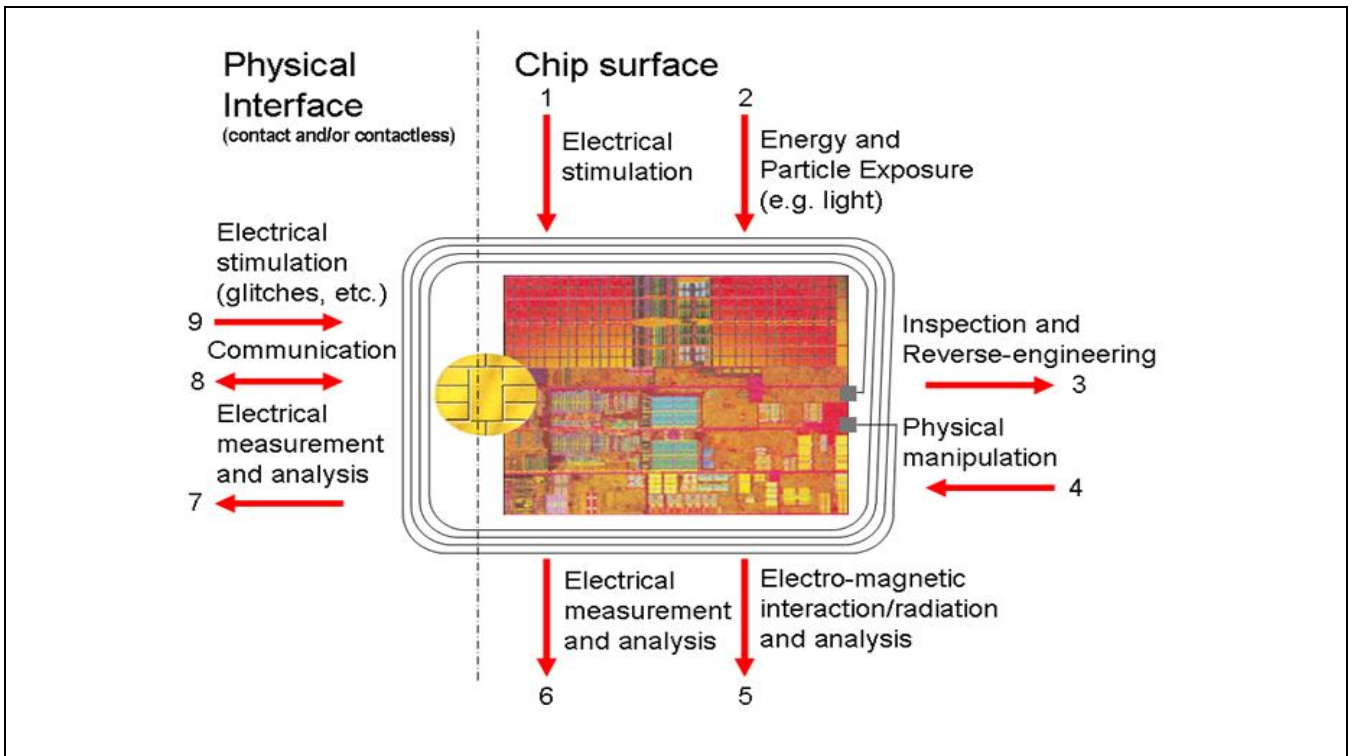 Physical
Interface
(contact and/or contactless)
Chip surface
1
2
Electrical
stimulation
Energy and
Particle Exposure
(e.g. light)
Electrical
stimulation
(glitches, etc.)
9
Communication
8
Electrical
measurement
and analysis
7
Inspection and
Reverse-engineering
3
Physical
manipulation
4
Electrical
measurement
and analysis
6
Electro-magnetic
interaction/radiation
and analysis
5